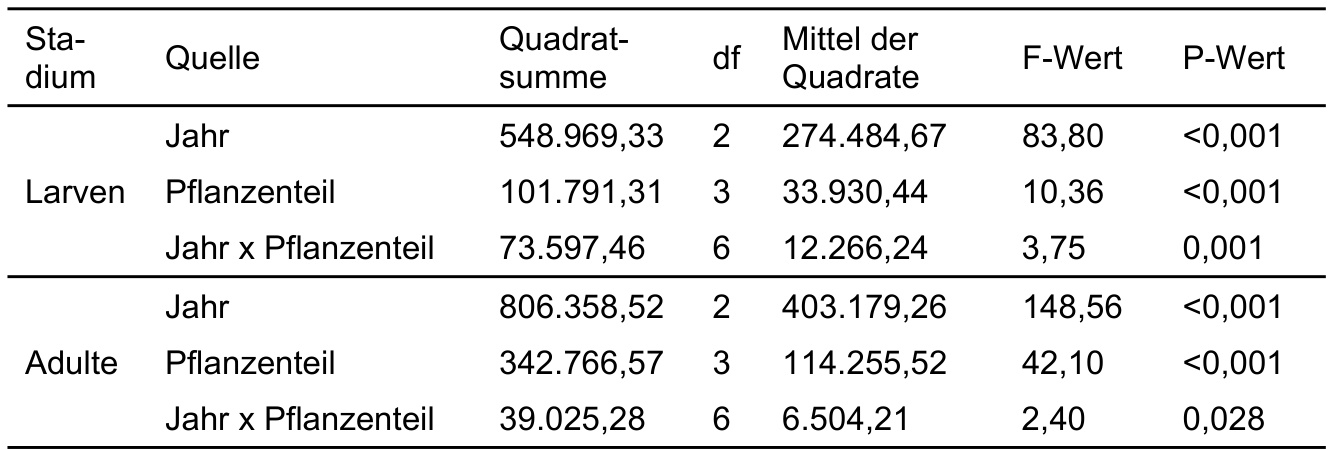 Sta-
dium Quelle Quadrat-
summe df Mittel der
Quadrate F-Wert P-Wert
Jahr 548.969,33 2 274.484,67 83,80 <0,001
Larven Pflanzenteil 101.791,31 3 33.930,44 10,36 <0,001
Jahr x Pflanzenteil 73.597,46 6 12.266,24 3,75 0,001
Jahr 806.358,52 2 403.179,26 148,56 <0,001
Adulte Pflanzenteil 342.766,57 3 114.255,52 42,10 <0,001
Jahr x Pflanzenteil 39.025,28 6 6.504,21 2,40 0,028